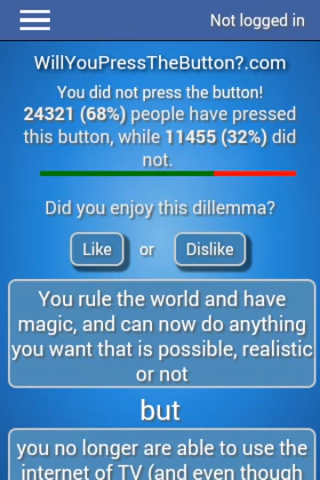 Not logged in
WillYouPressTheButton?.com
You did not press the button!
24321 (68%) people have pressed
this button, while 11455 (32%) did
not.
Did you enjoy this dillemma?
Like or Dislike
You rule the world and have
magic, and can now do anything
you want that is possible, realistic
or not
but
you no longer are able to use the
internet of TV (and even though